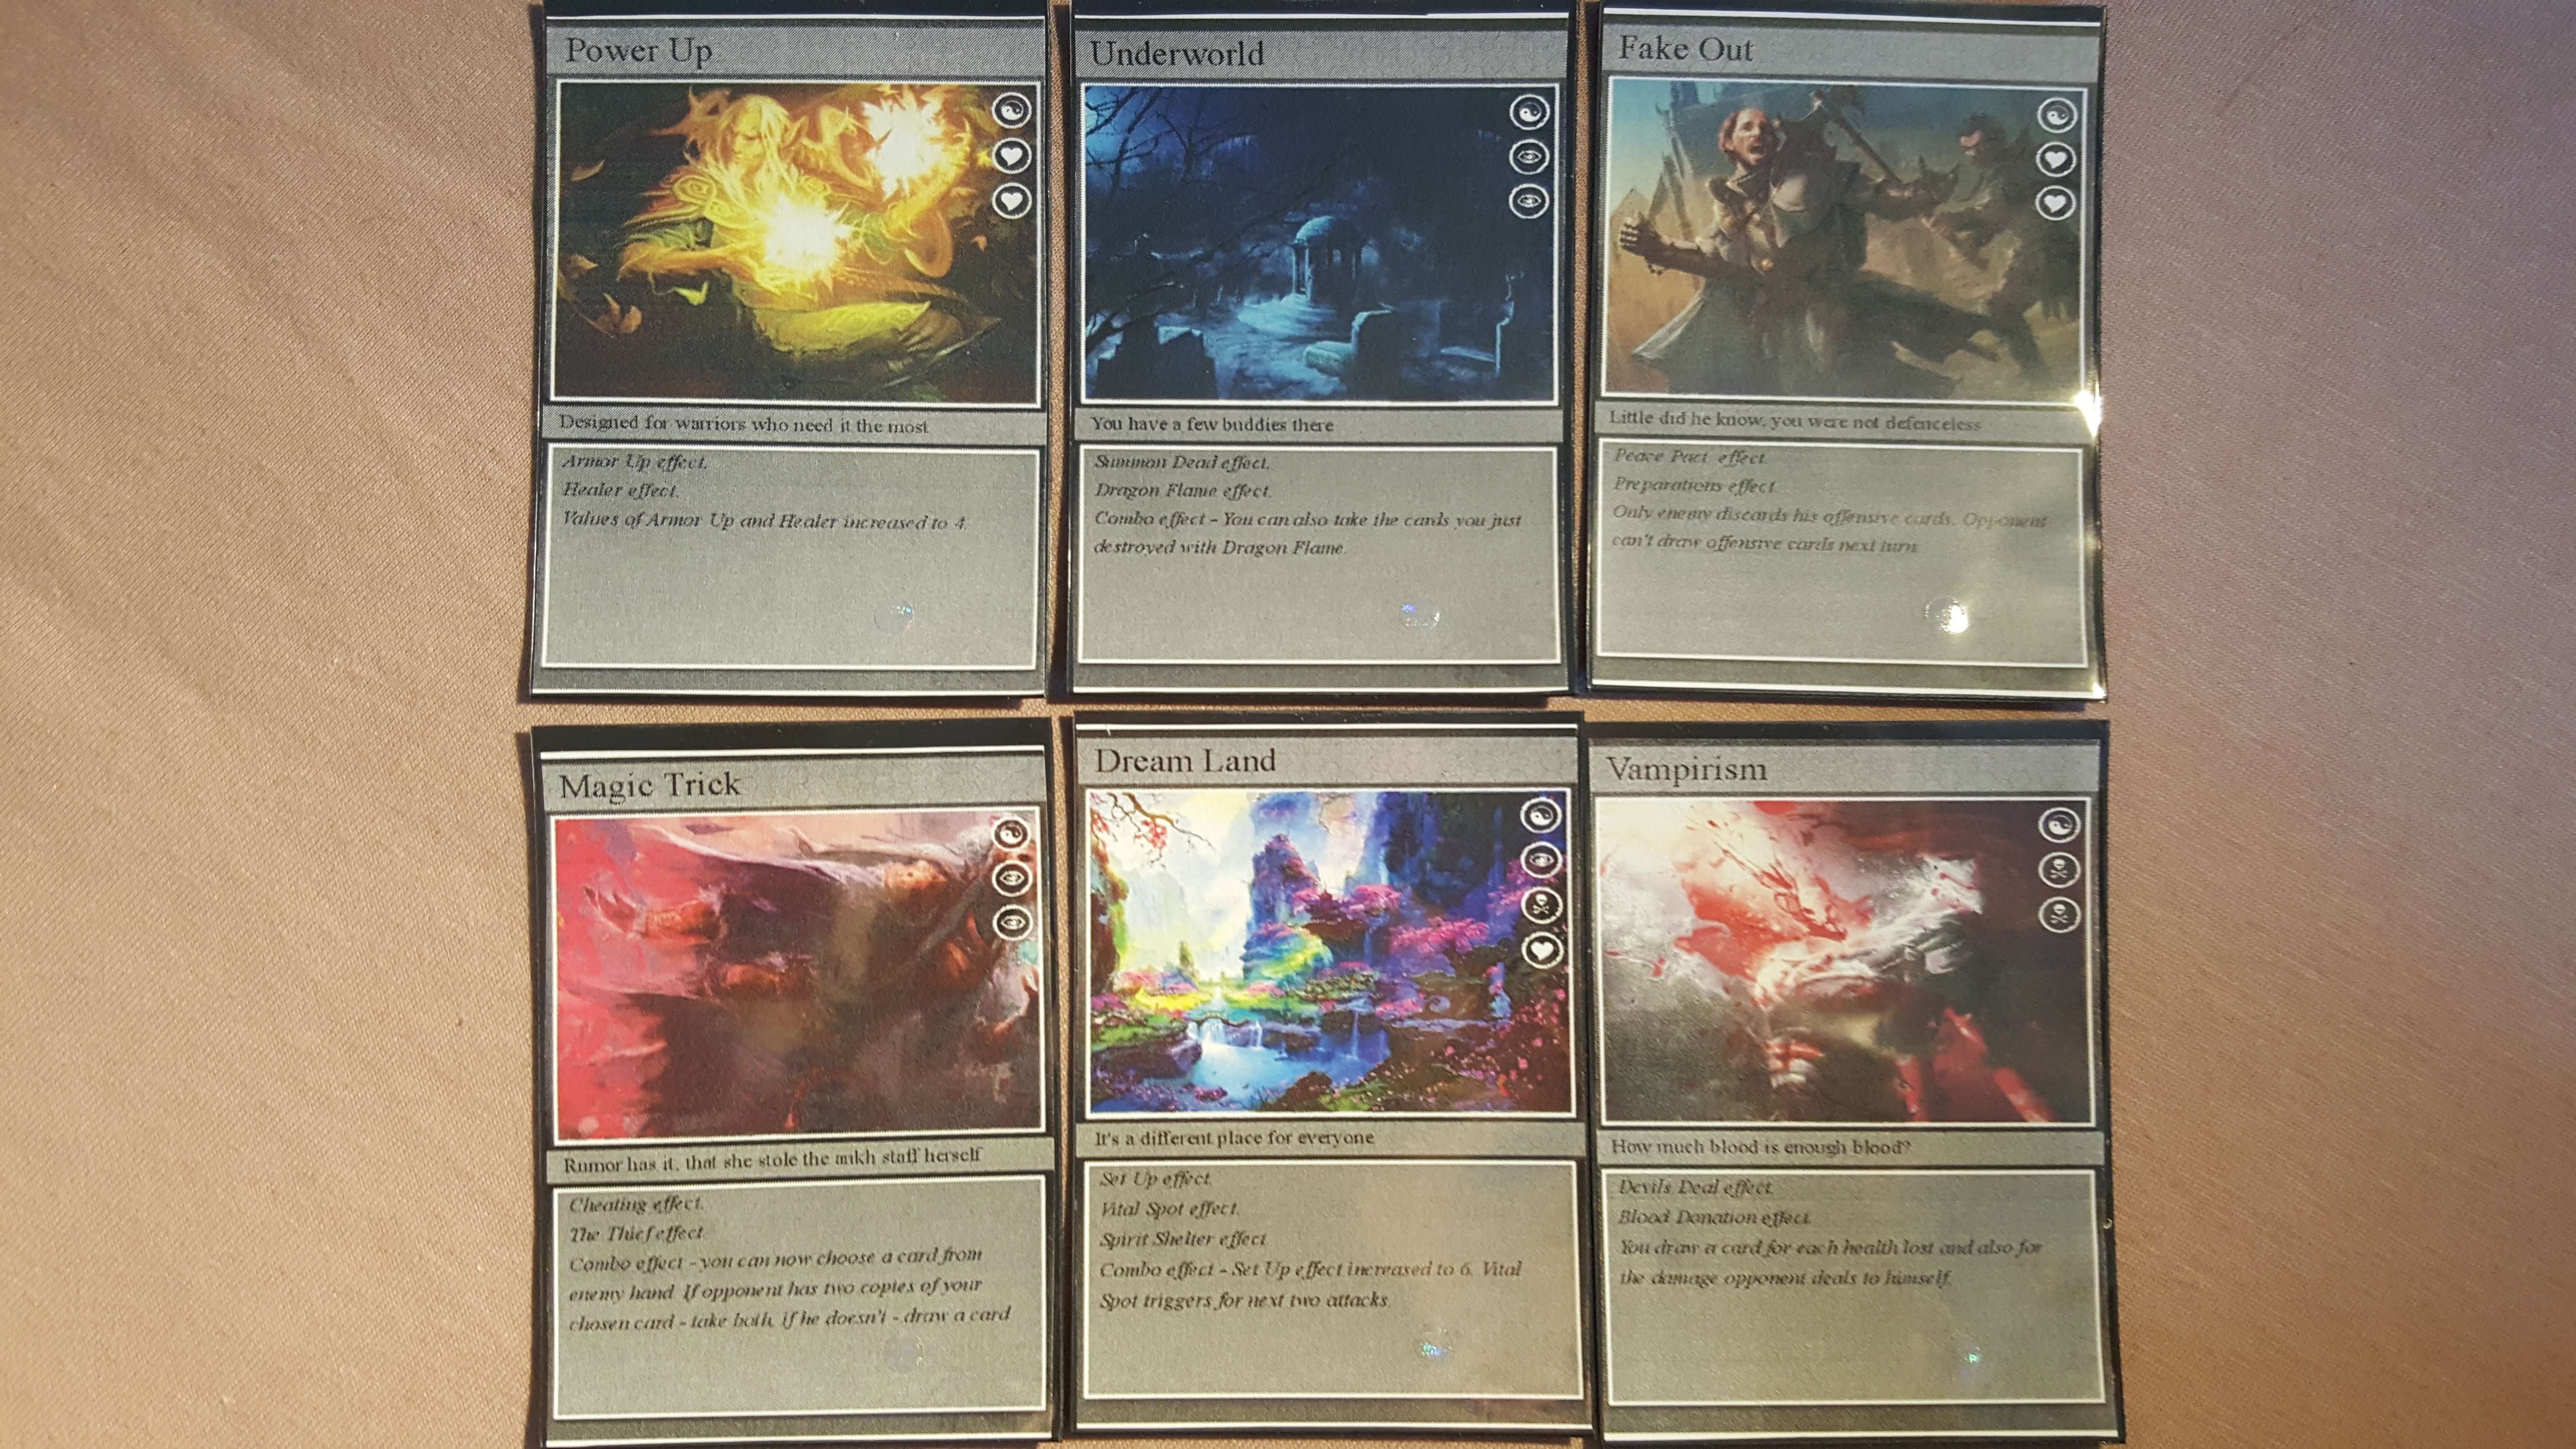 Power Up
Designed for warriors who need it the most
Armor Up effect.
Healer effect.
Values of Armor Up and Healer increased to 4.
Underworld
You have a few buddies there
Summon Dead effect.
Dragon Flame effect.
Combo effect - You can also take the cards you just
destroyed with Dragon Flame.
Fake Out
Little did he know, you were not defenceless
Peace Pact effect.
Preparations effect.
Only enemy discards his offensive cards. Opponent
can't draw offensive cards next turn.
Magic Trick
Rumor has it, that she stole the ankh staff herself
Cheating effect.
The Thief effect.
Combo effect - you can now choose a card from
enemy hand. If opponent has two copies of your
chosen card - take both, if he doesn't - draw a card
Dream Land
It's a different place for everyone
Set Up effect.
Vital Spot effect.
Spirit Shelter effect.
Combo effect - Set Up effect increased to 6, Vital
Spot triggers for next two attacks.
Vampirism
How much blood is enough blood?
Devils Deal effect.
Blood Donation effect.
You draw a card for each health lost and also for
the damage opponent deals to himself.